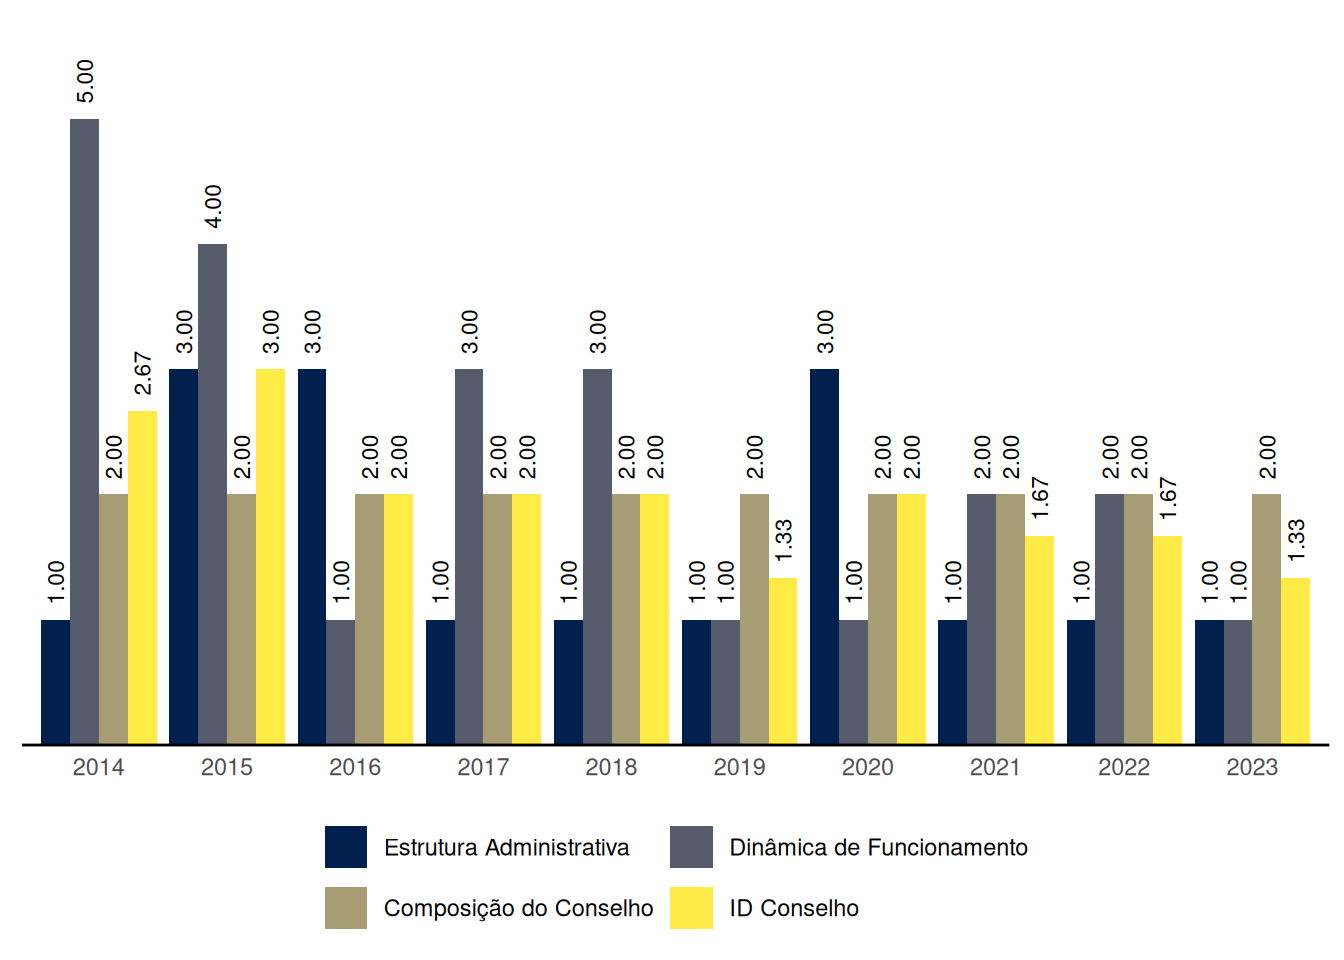 5.00
4.00
3.00 3.00 3.00 3.00 3.00 3.00
2.67
2.00 2.00 2.00 2.00 2.00 2.00 2.00 2.00 2.00 2.00 2.00 2.00 2.00 2.00 2.00 2.00
1.67 1.67
1.33 1.33
1.00 1.00 1.00 1.00 1.00 1.00 1.00 1.00 1.00 1.00 1.00
2014 2015 2016 2017 2018 2019 2020 2021 2022 2023
Estrutura Administrativa Dinâmica de Funcionamento
Composição do Conselho ID Conselho